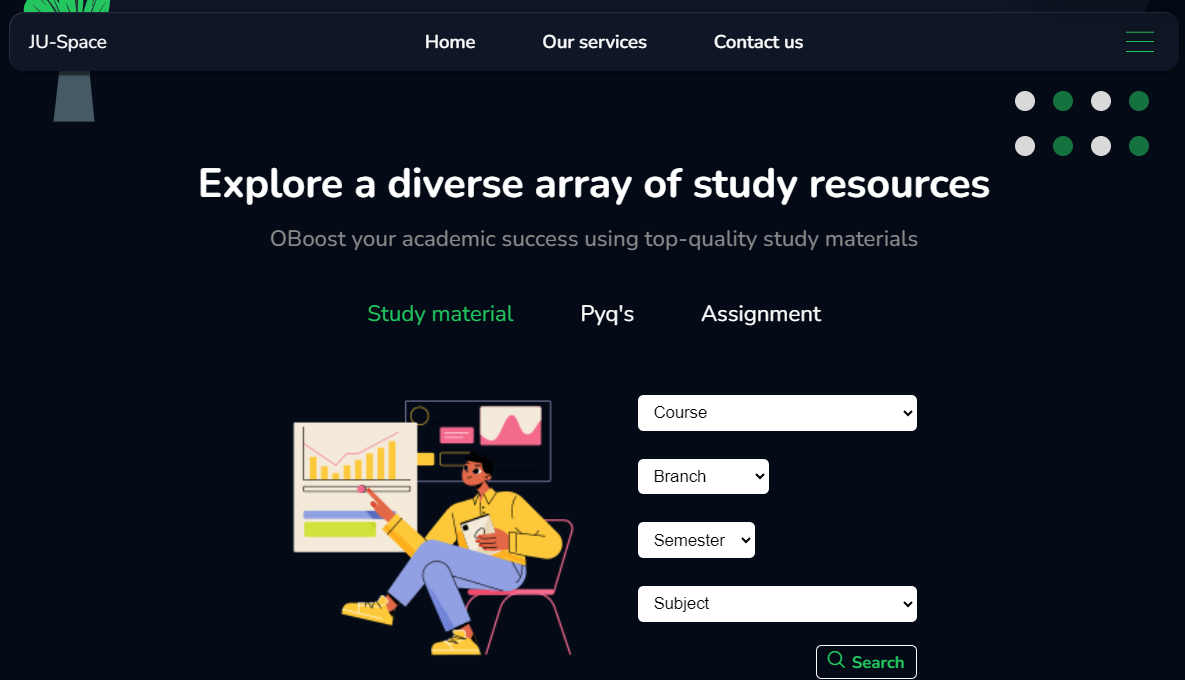 JU-Space
Home
Our services
Contact us
Explore a diverse array of study resources
OBoost your academic success using top-quality study materials
Study material
Pyq's
Assignment
Course
Branch
Semester
Subject
Search